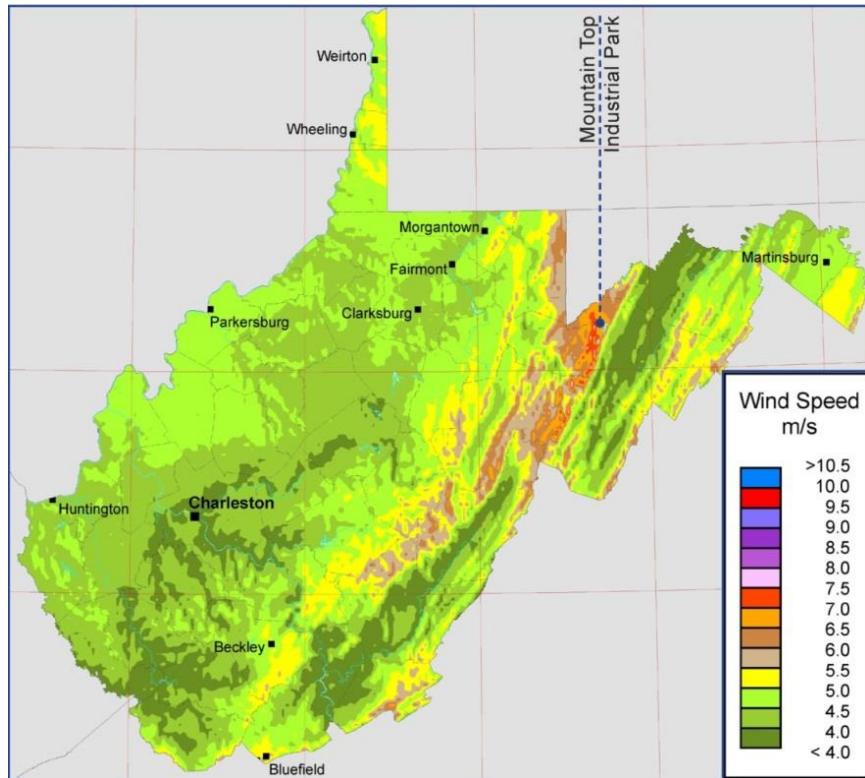 Mountain Top
Industrial Park
Weirton
Wheeling
Morgantown
Fairmont
Martinsburg
Clarksburg
Parkersburg
Huntington
Charleston
Beckley
Bluefield
Wind Speed
m/s
>10.5
10.0
9.5
9.0
8.5
8.0
7.5
7.0
6.5
6.0
5.5
5.0
4.5
4.0
< 4.0